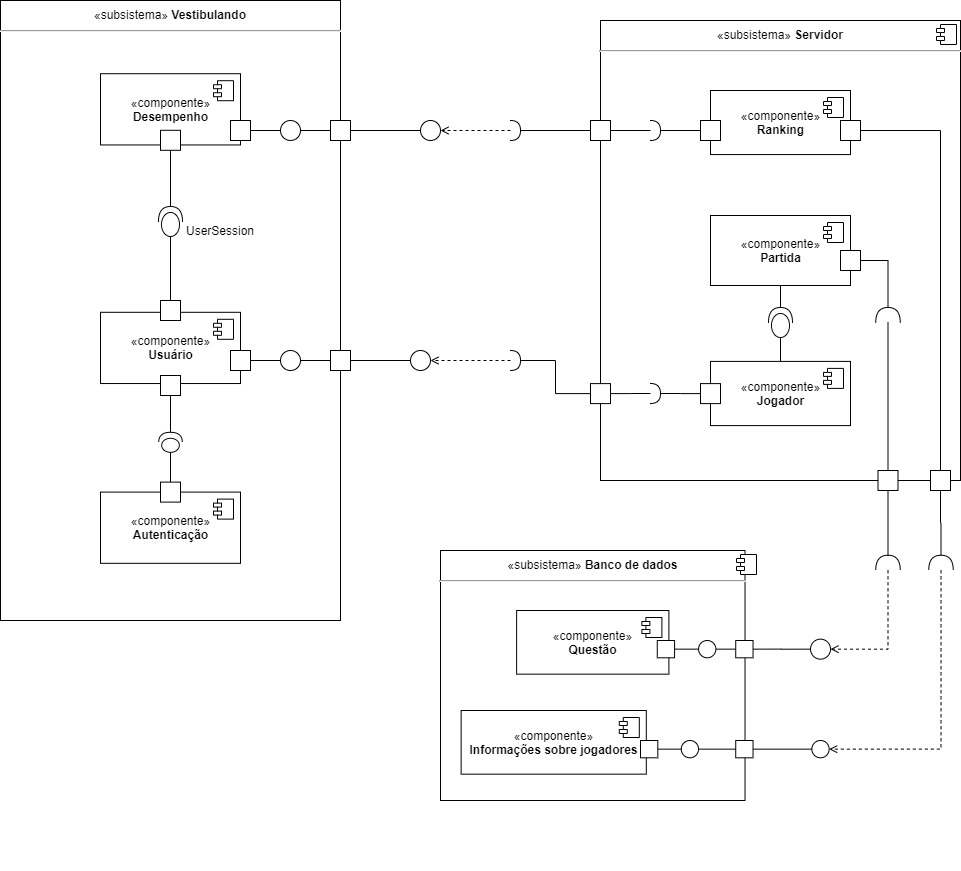 «subsistema» Vestibulando
«componente»
Desempenho
UserSession
«componente»
Usuário
«componente»
Autenticação
«subsistema» Servidor
«componente»
Ranking
«componente»
Partida
«componente»
Jogador
«subsistema» Banco de dados
«componente»
Questão
«componente»
Informações sobre jogadores